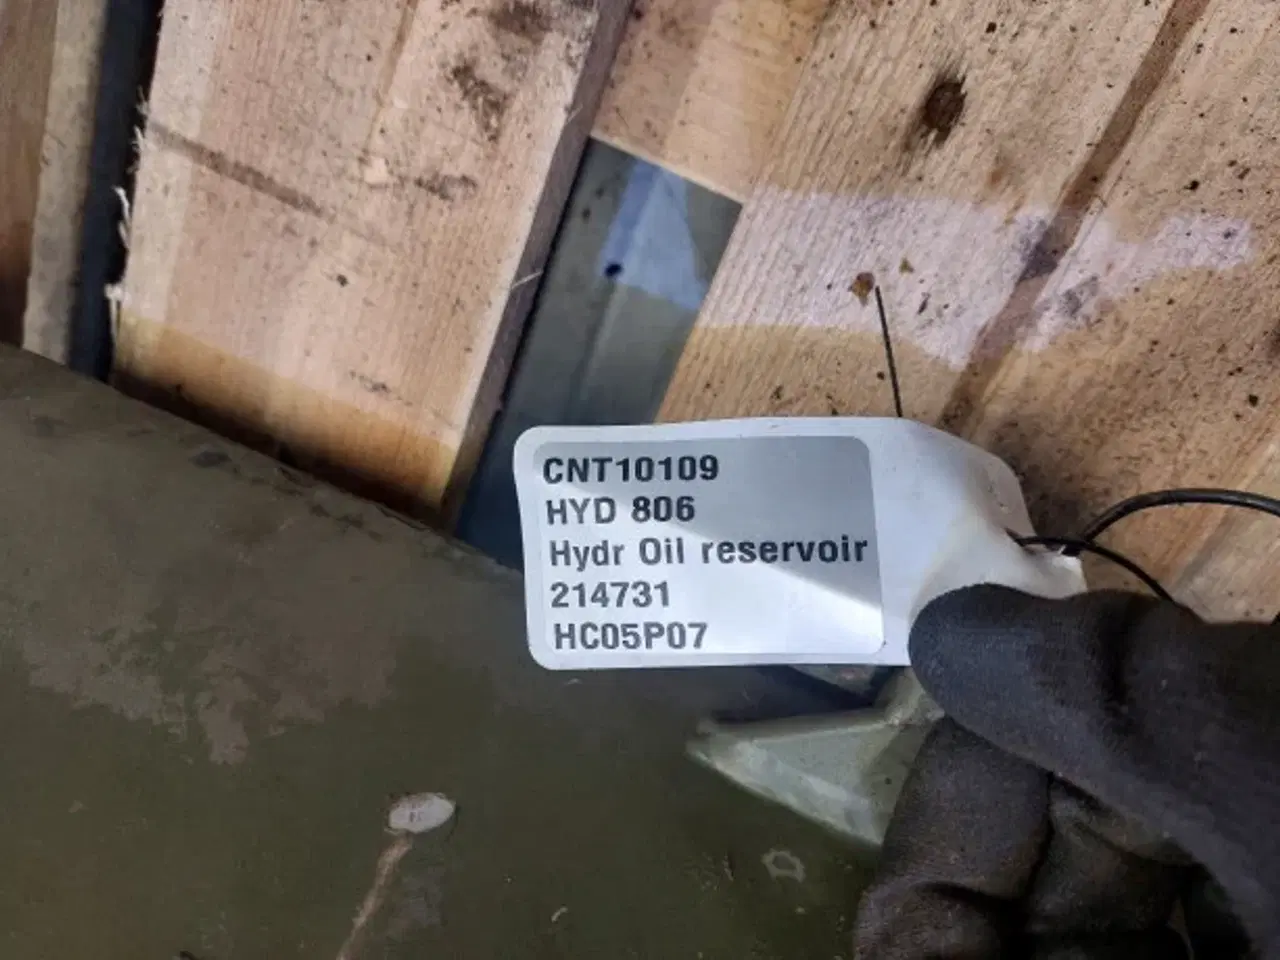 CNT10109
HYD 806
Hydr Oil reservoir
214731
HC05P07